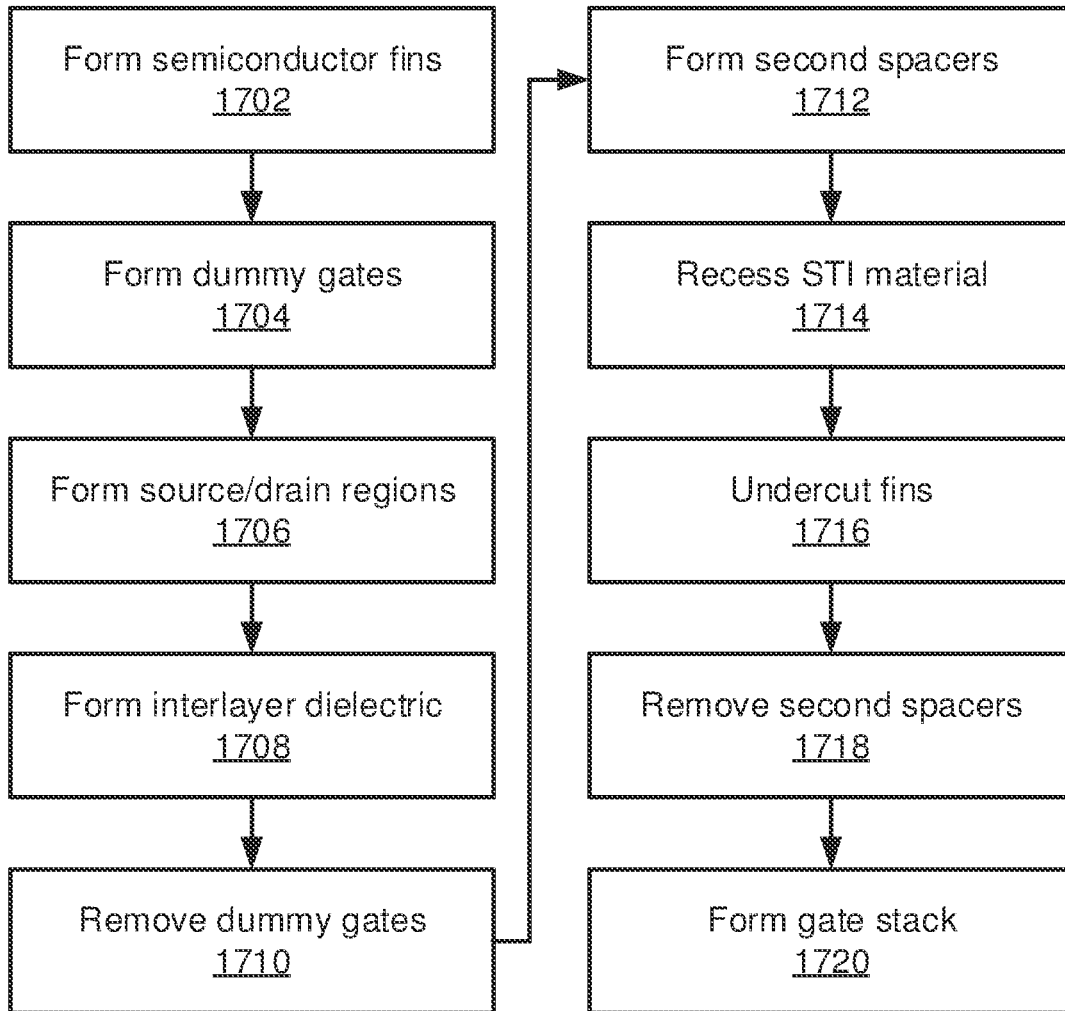 Form semiconductor fins
1702
Form dummy gates
1704
Form source/drain regions
1706
Form interlayer dielectric
1708
Remove dummy gates
1710
Form second spacers
1712
Recess STI material
1714
Undercut fins
1716
Remove second spacers
1718
Form gate stack
1720